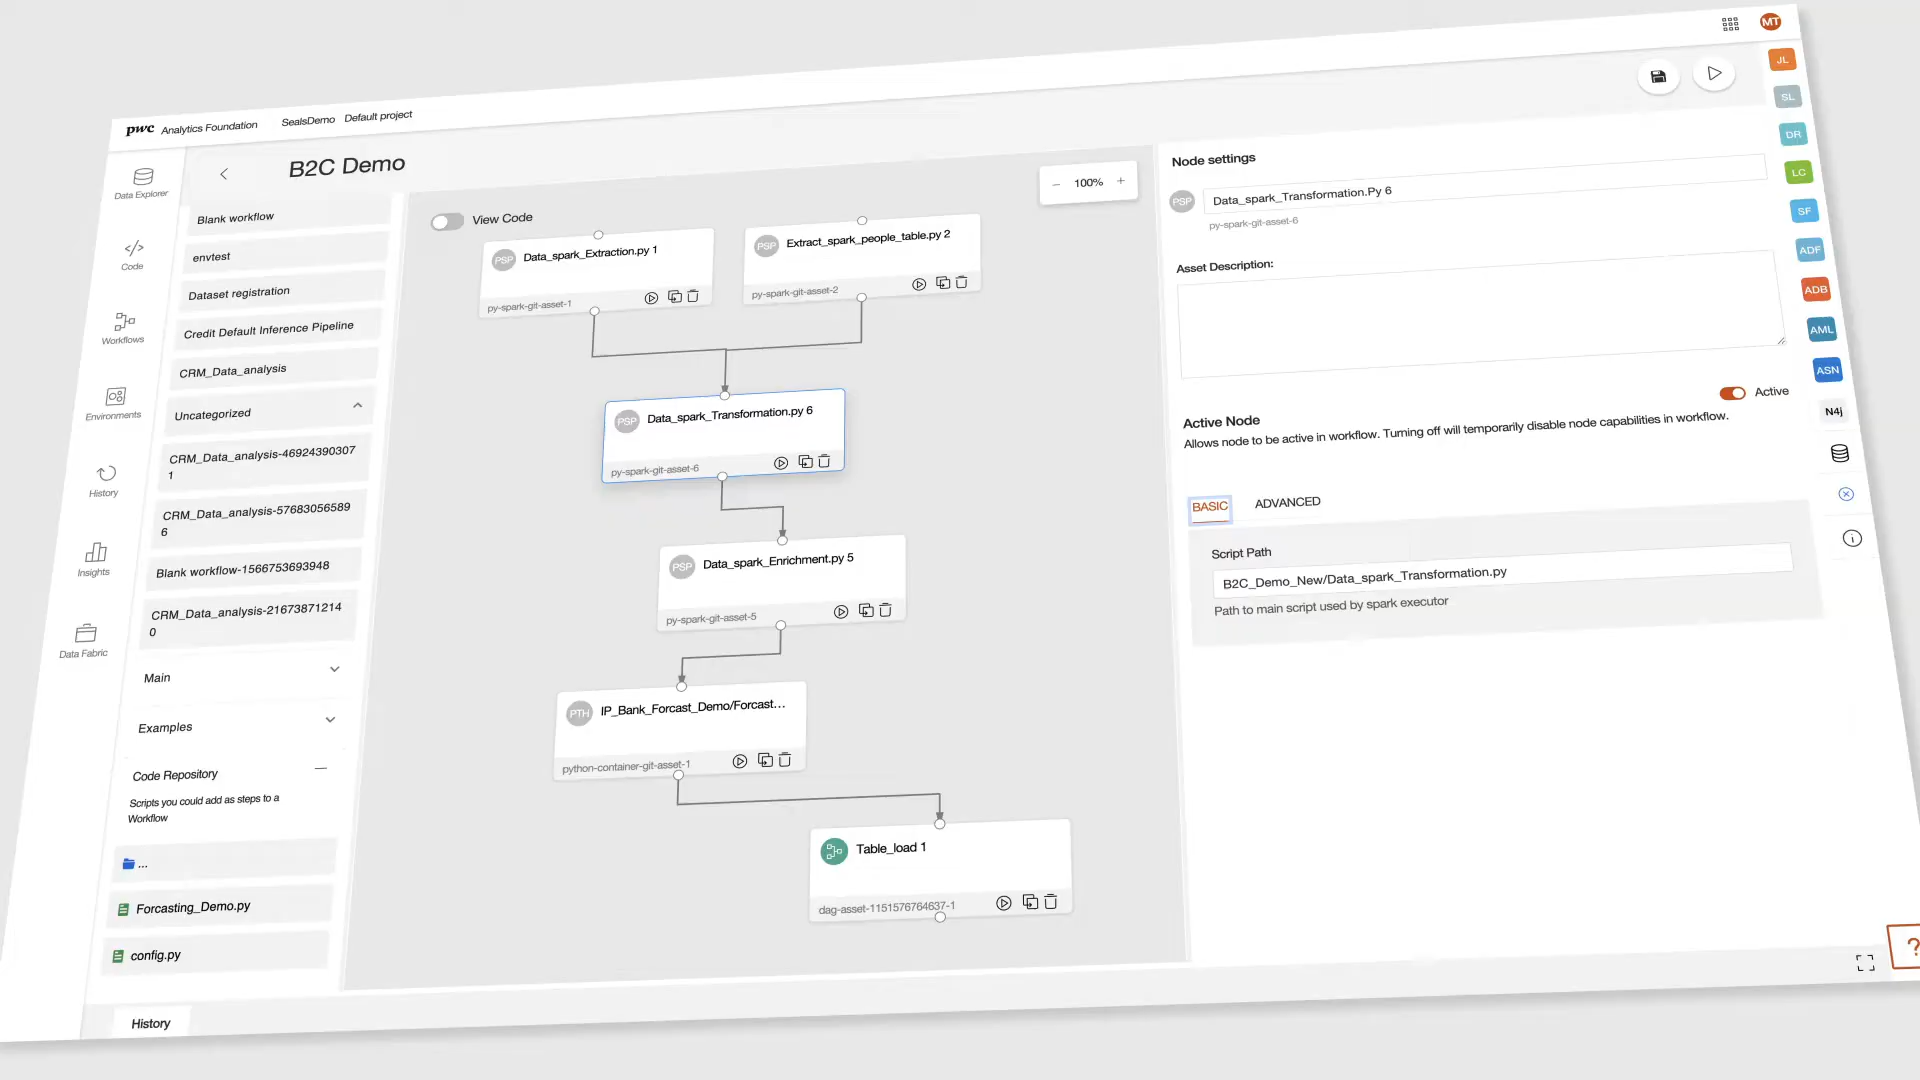 MT
pwc Analytics Foundation SealsDemo Default project
JL
SL
DR
LC
SF
ADF
ADB
AML
ASN
N4j
Data Explorer
Code
Workflows
Environments
History
Insights
Data Fabric
B2C Demo
Blank workflow
envtest
Dataset registration
Credit Default Inference Pipeline
CRM_Data_analysis
Uncategorized
CRM_Data_analysis-46924390307
1
CRM_Data_analysis-57683056589
6
Blank workflow-1566753693948
CRM_Data_analysis-21673871214
0
Main
Examples
Code Repository
Scripts you could add as steps to a
Workflow
...
Forcasting_Demo.py
config.py
History
View Code
100%
PSP Data_spark_Extraction.py 1
py-spark-git-asset-1
PSP Extract_spark_people_table.py 2
py-spark-git-asset-2
PSP Data_spark_Transformation.py 6
py-spark-git-asset-6
PSP Data_spark_Enrichment.py 5
py-spark-git-asset-5
PTH IP_Bank_Forcast_Demo/Forcast...
python-container-git-asset-1
Table_load 1
dag-asset-1151576764637-1
Node settings
PSP Data_spark_Transformation.Py 6
py-spark-git-asset-6
Asset Description:
Active
Active Node
Allows node to be active in workflow. Turning off will temporarily disable node capabilities in workflow.
BASIC ADVANCED
Script Path
B2C_Demo_New/Data_spark_Transformation.py
Path to main script used by spark executor
?